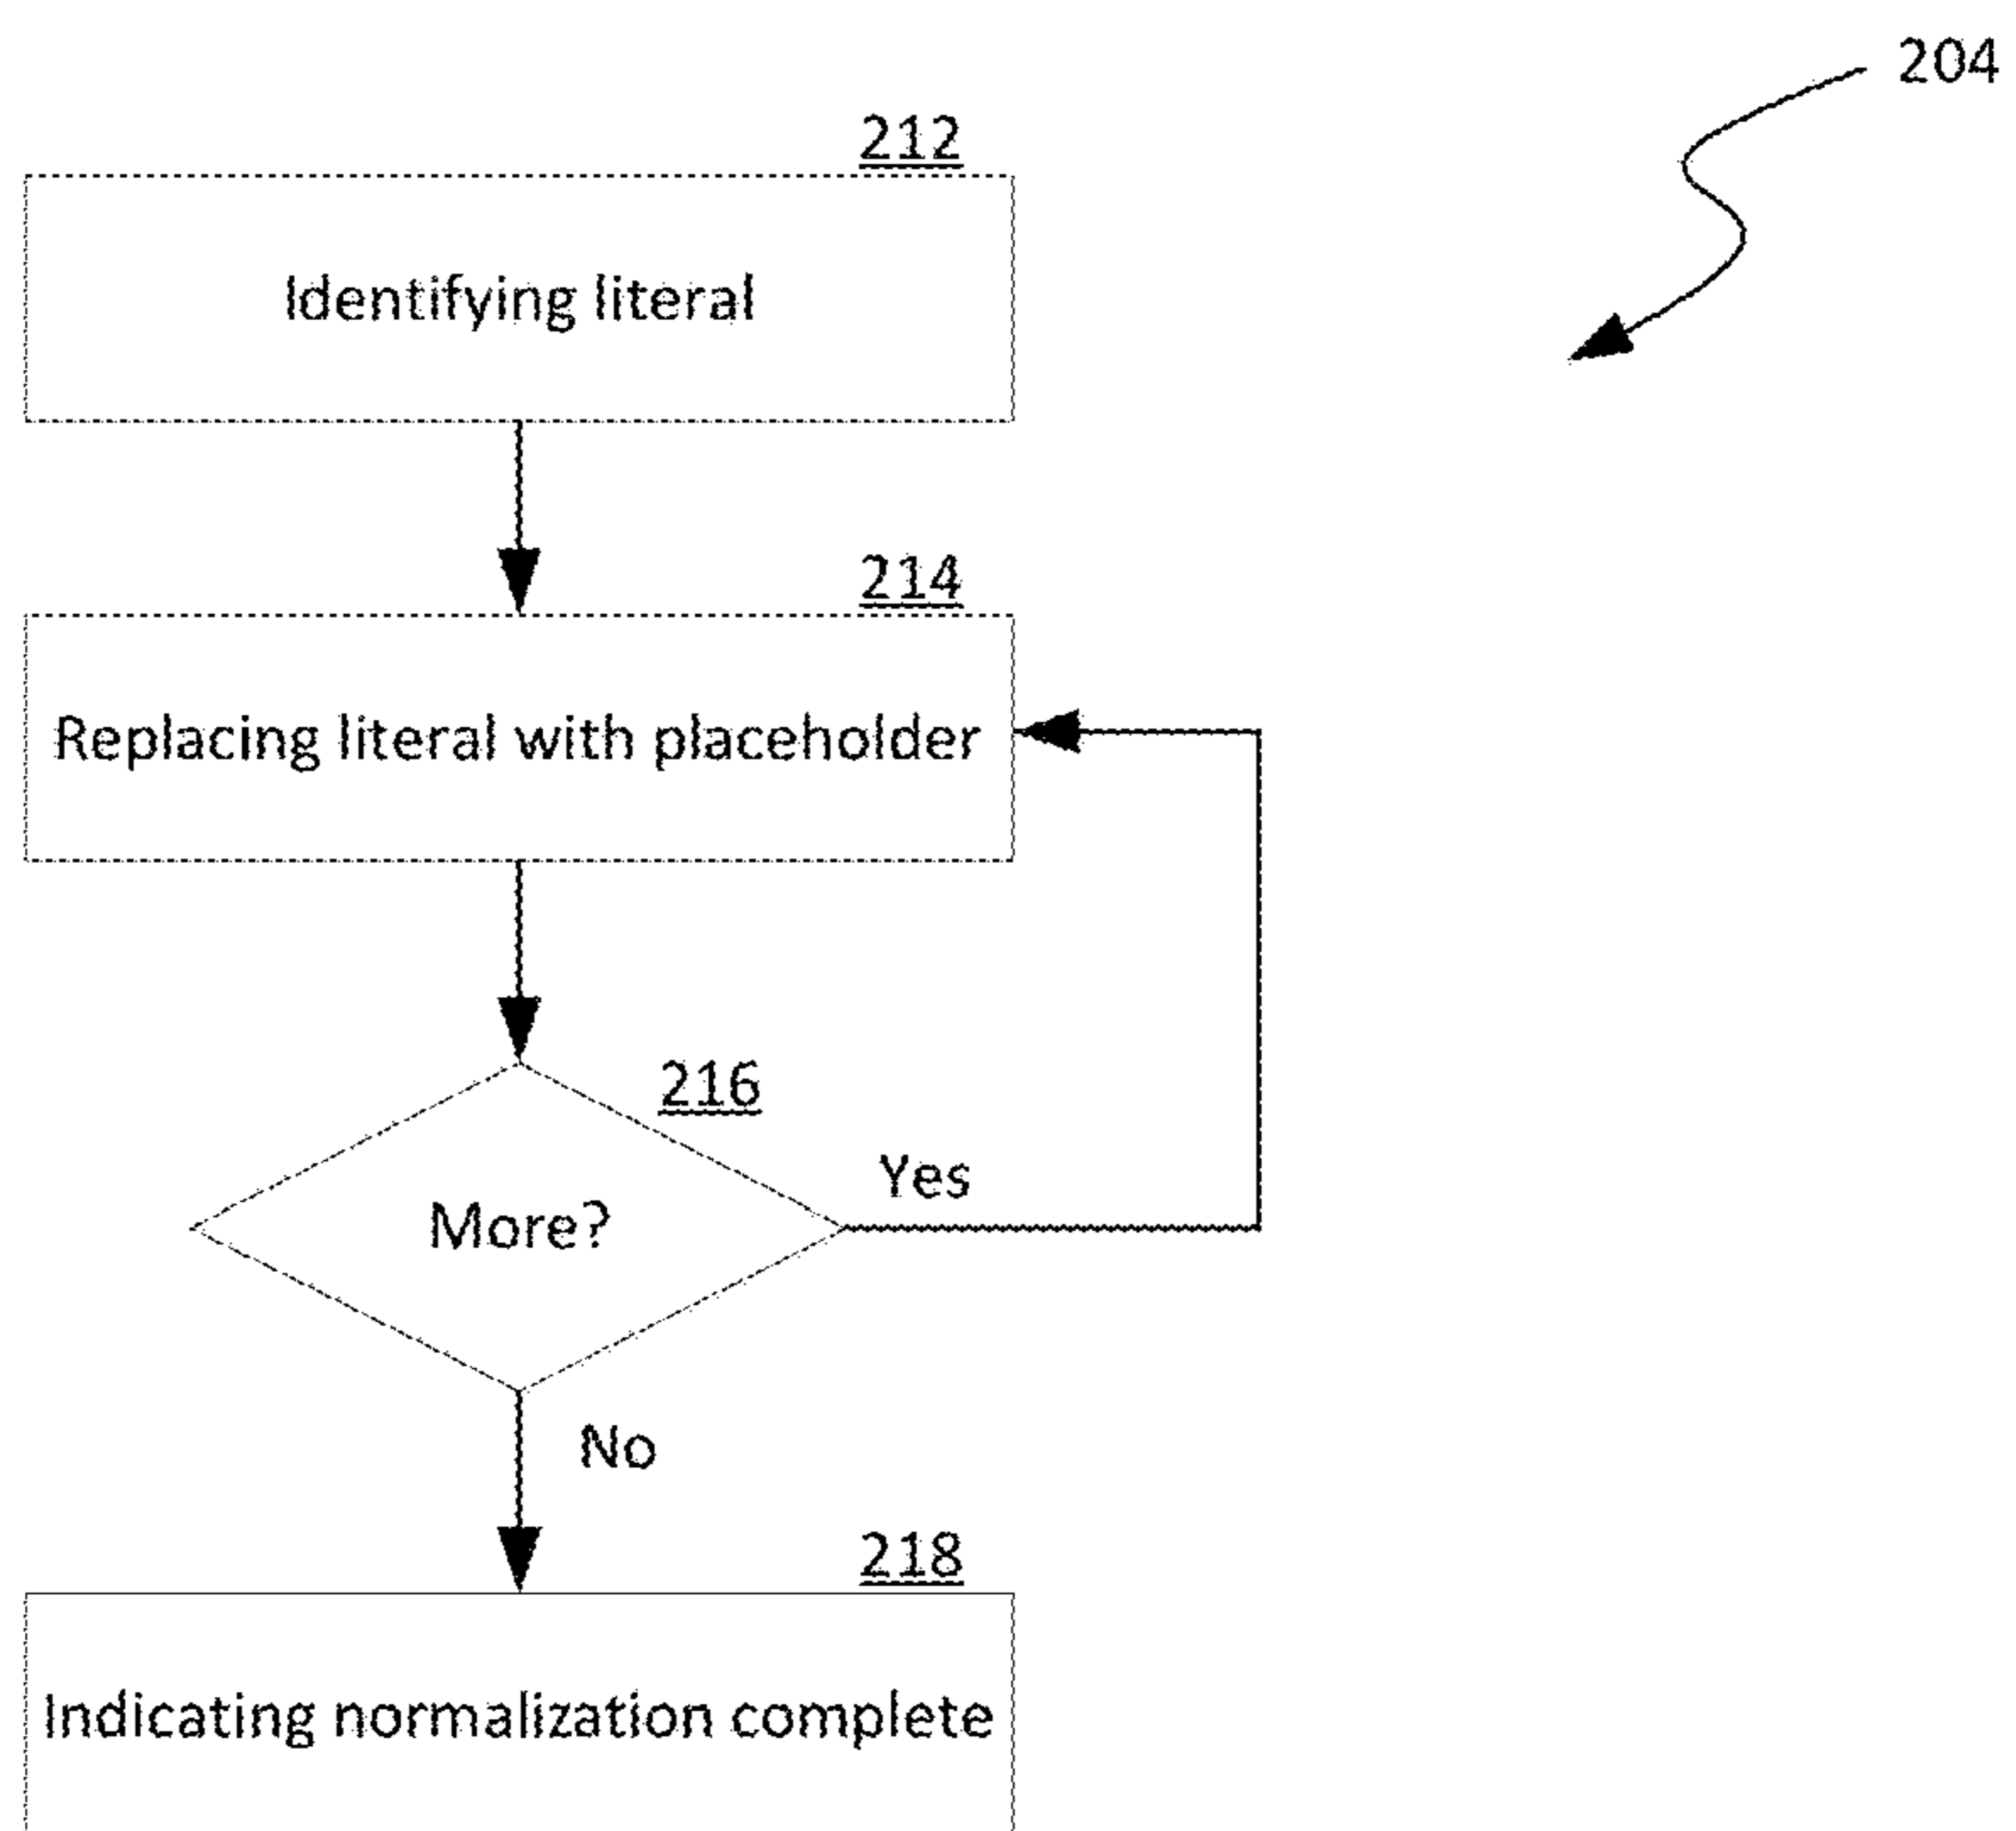 204
212
Identifying literal
214
Replacing literal with placeholder
216
Yes
More?
No
218
Indicating normalization complete